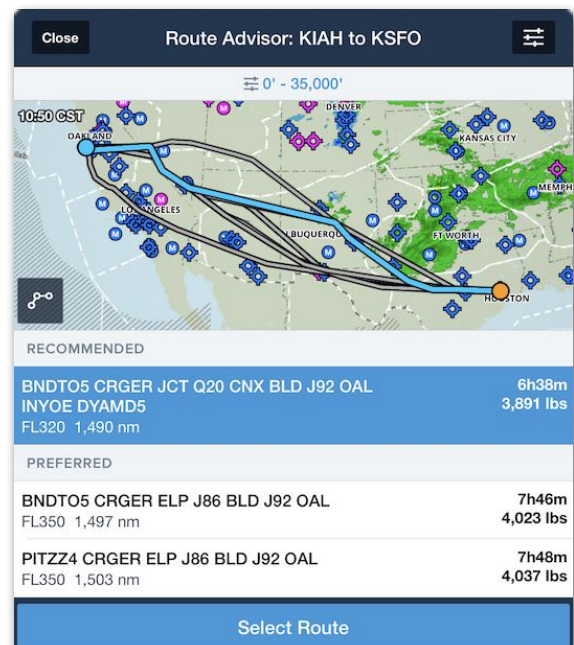 Close
Route Advisor: KIAH to KSFO
0' - 35,000'
10:50 CST
DENVER
OAKLAND
KANSAS CITY
MEMPH
LOS ANGELES
LBUQUERQU
FT WORTH
HOUSTON
RECOMMENDED
BNDTO5 CRGER JCT Q20 CNX BLD J92 OAL 6h38m
INYOE DYAMD5 3,891 lbs
FL320 1,490 nm
PREFERRED
BNDTO5 CRGER ELP J86 BLD J92 OAL 7h46m
FL350 1,497 nm 4,023 lbs
PITZZ4 CRGER ELP J86 BLD J92 OAL 7h48m
FL350 1,503 nm 4,037 lbs
Select Route